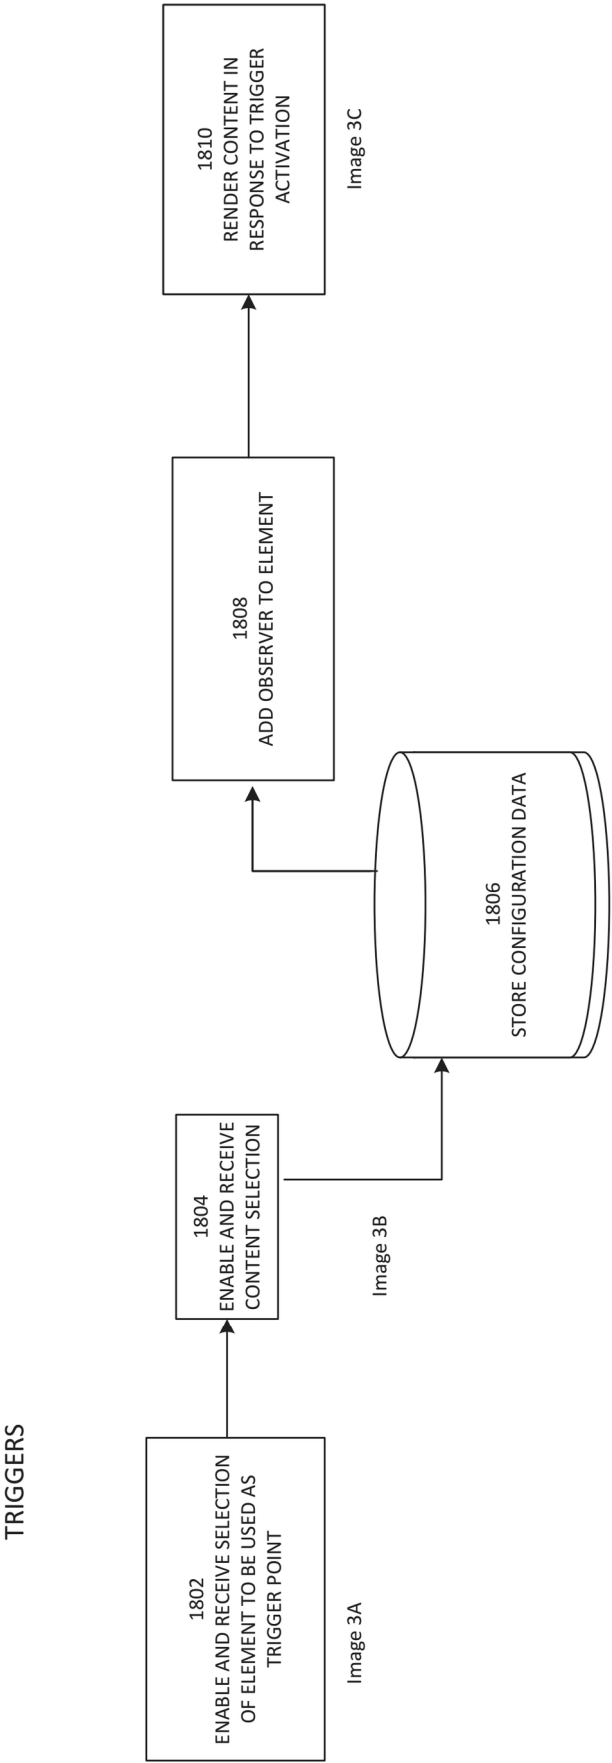 TRIGGERS
1802
ENABLE AND RECEIVE SELECTION
OF ELEMENT TO BE USED AS
TRIGGER POINT
Image 3A
1804
ENABLE AND RECEIVE
CONTENT SELECTION
Image 3B
1806
STORE CONFIGURATION DATA
1808
ADD OBSERVER TO ELEMENT
1810
RENDER CONTENT IN
RESPONSE TO TRIGGER
ACTIVATION
Image 3C